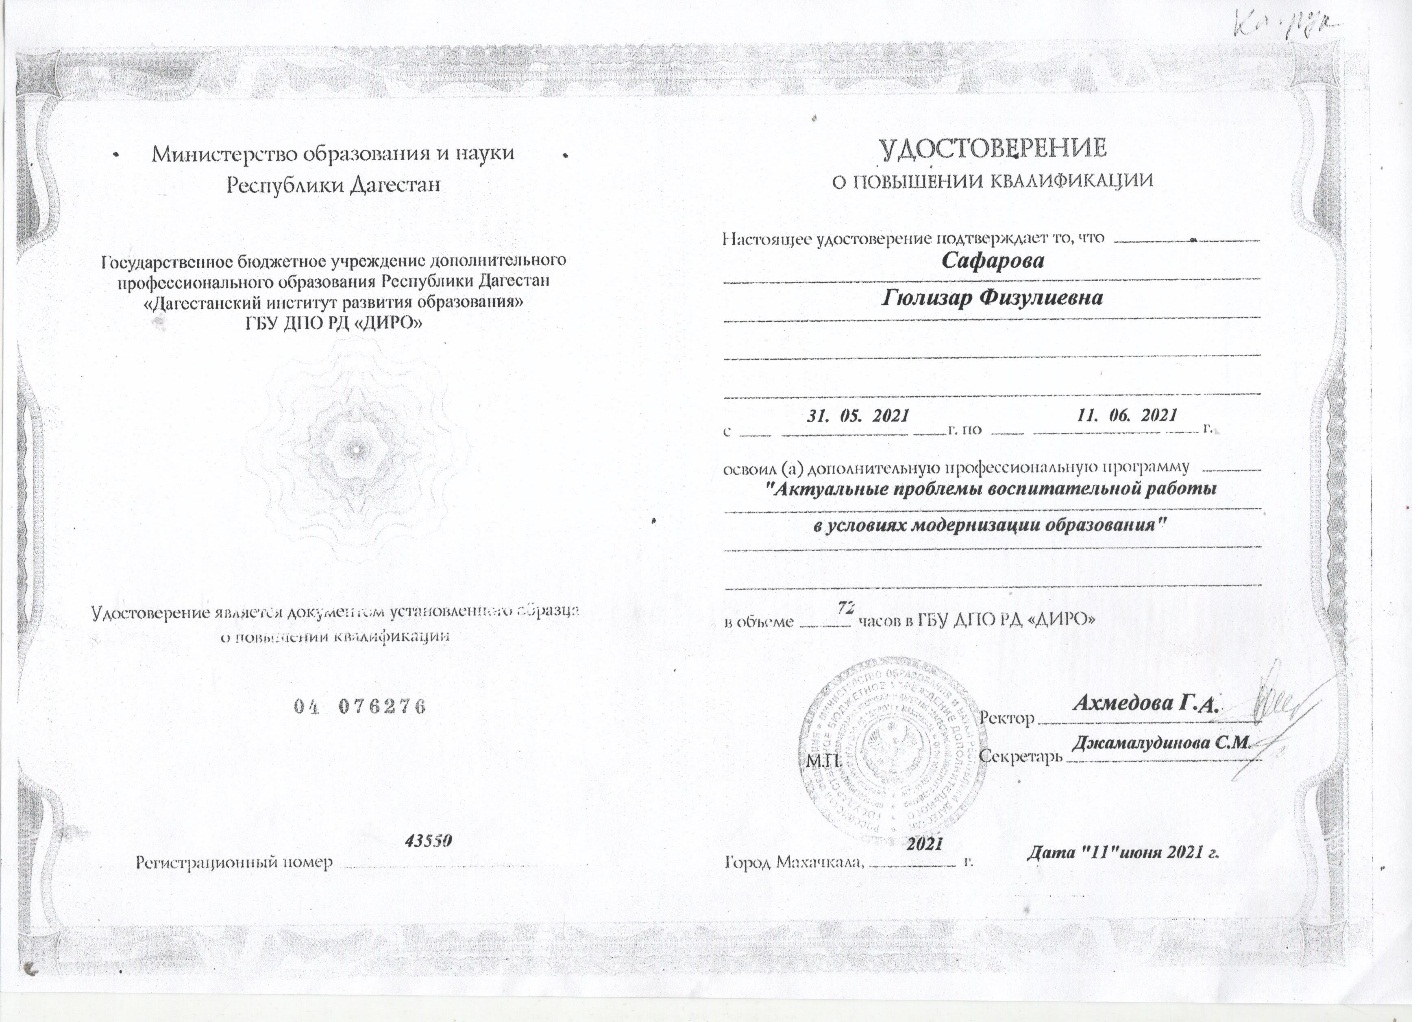 Министерство образования и науки
Республики Дагестан
Государственное бюджетное учреждение дополнительного
профессионального образования Республики Дагестан
«Дагестанский институт развития образования»
ГБУ ДПО РД «ДИРО»
Удостоверение является документом установленного образца
о повышении квалификации
04 076276
43550
Регистрационный номер
УДОСТОВЕРЕНИЕ
О ПОВЫШЕНИИ КВАЛИФИКАЦИИ
Настоящее удостоверение подтверждает то, что
Сафарова
Гюлизар Физулиевна
31. 05. 2021 11. 06. 2021
с г. по г.
освоил (а) дополнительную профессиональную программу
"Актуальные проблемы воспитательной работы
в условиях модернизации образования"
72
в объеме часов в ГБУ ДПО РД «ДИРО»
Ахмедова Г.А.
Ректор
Джамалудинова С.М.
М.П. Секретарь
2021
Город Махачкала, г. Дата "11"июня 2021 г.